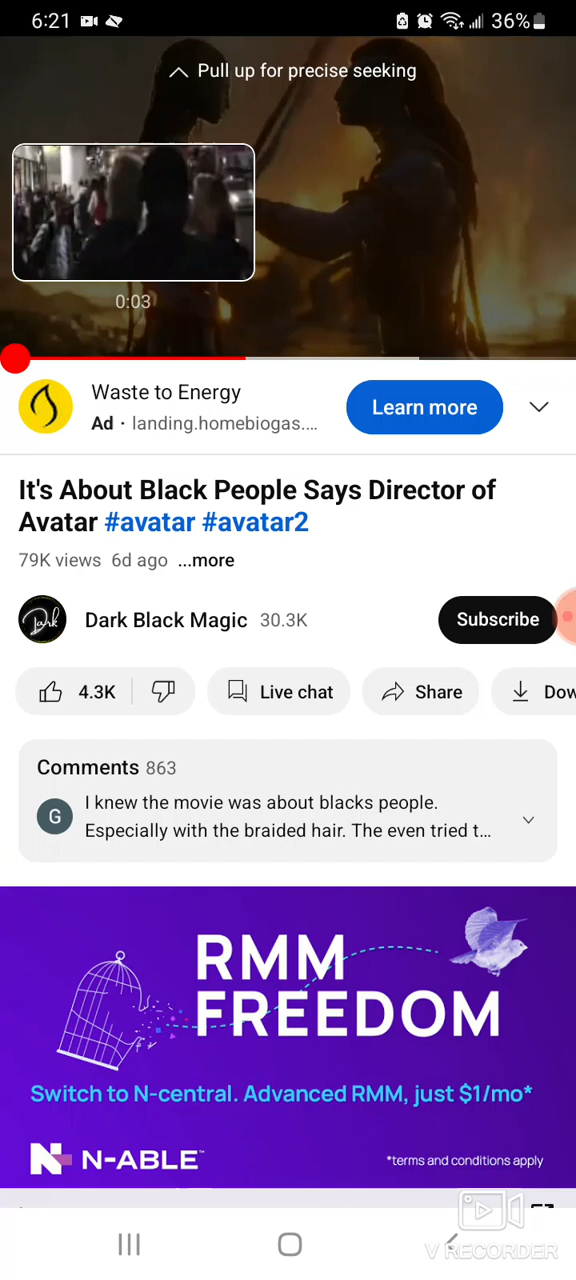 6:21
36%
Pull up for precise seeking
0:03
Waste to Energy
Ad · landing.homebiogas....
Learn more
It's About Black People Says Director of
Avatar #avatar #avatar2
79K views 6d ago ...more
Dark
Dark Black Magic 30.3K
Subscribe
4.3K
Live chat
Share
Dow
Comments 863
G
I knew the movie was about blacks people.
Especially with the braided hair. The even tried t...
RMM
FREEDOM
Switch to N-central. Advanced RMM, just $1/mo*
N-ABLE™
*terms and conditions apply
V RECORDER